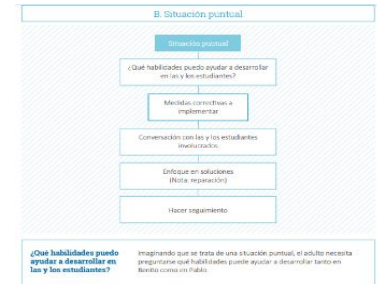 B. Situación puntual
Situación puntual
¿Qué habilidades puedo ayudar a desarrollar
en las y los estudiantes?
Medidas correctivas a
implementar
Conversación con las y los estudiantes
involucrados
Enfoque en soluciones
(Nota: reparación)
Hacer seguimiento
¿Qué habilidades puedo
ayudar a desarrollar en
las y los estudiantes?
Imaginando que se trata de una situación puntual, el adulto necesita
preguntarse qué habilidades puede ayudar a desarrollar tanto en
Benito como en Pablo